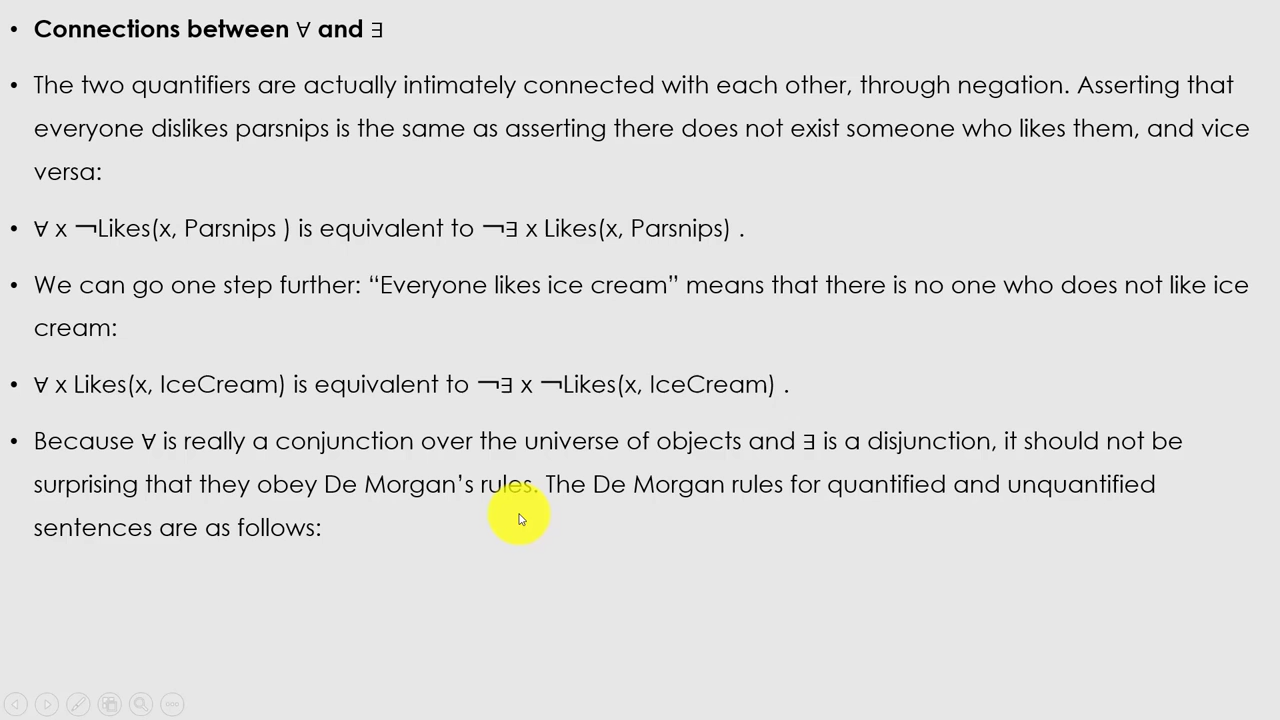 • Connections between ∀ and ∃
• The two quantifiers are actually intimately connected with each other, through negation. Asserting that
everyone dislikes parsnips is the same as asserting there does not exist someone who likes them, and vice
versa:
• ∀ x ¬Likes(x, Parsnips ) is equivalent to ¬∃ x Likes(x, Parsnips) .
• We can go one step further: “Everyone likes ice cream” means that there is no one who does not like ice
cream:
• ∀ x Likes(x, IceCream) is equivalent to ¬∃ x ¬Likes(x, IceCream) .
• Because ∀ is really a conjunction over the universe of objects and ∃ is a disjunction, it should not be
surprising that they obey De Morgan’s rules. The De Morgan rules for quantified and unquantified
sentences are as follows: